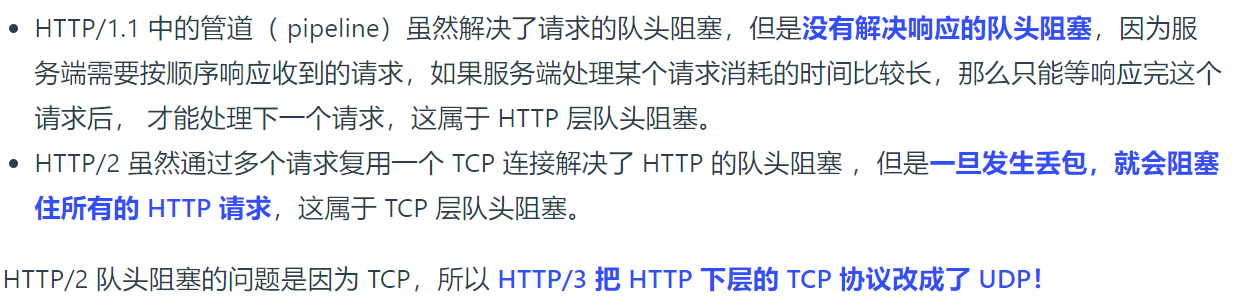 • HTTP/1.1 中的管道（ pipeline）虽然解决了请求的队头阻塞，但是没有解决响应的队头阻塞，因为服
务端需要按顺序响应收到的请求，如果服务端处理某个请求消耗的时间比较长，那么只能等响应完这个
请求后， 才能处理下一个请求，这属于 HTTP 层队头阻塞。
• HTTP/2 虽然通过多个请求复用一个 TCP 连接解决了 HTTP 的队头阻塞 ，但是一旦发生丢包，就会阻塞
住所有的 HTTP 请求，这属于 TCP 层队头阻塞。
HTTP/2 队头阻塞的问题是因为 TCP，所以 HTTP/3 把 HTTP 下层的 TCP 协议改成了 UDP！